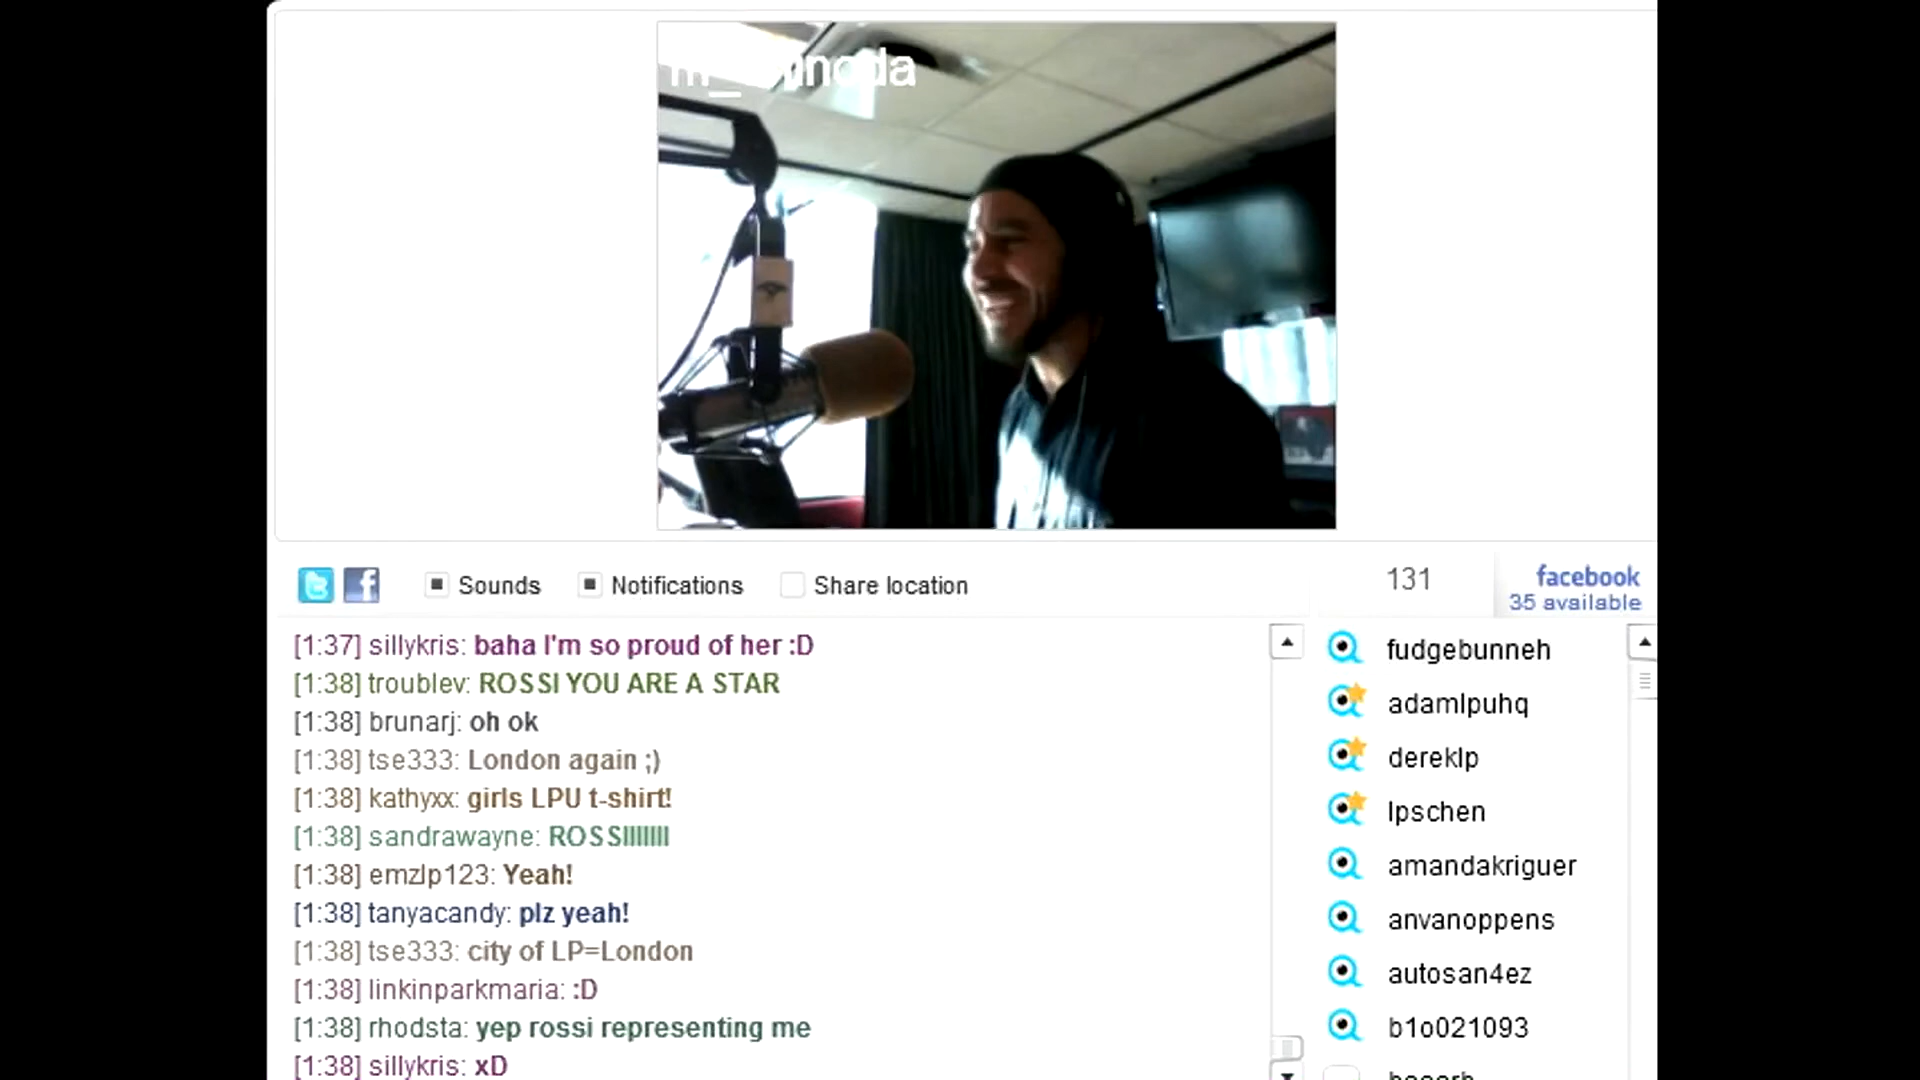 Sounds
Notifications
Share location
131
facebook
35 available
[1:37] sillykris: baha I'm so proud of her :D
[1:38] troublev: ROSSI YOU ARE A STAR
[1:38] brunarj: oh ok
[1:38] tse333: London again ;)
[1:38] kathyxx: girls LPU t-shirt!
[1:38] sandrawayne: ROSSIIIIIIII
[1:38] emzlp123: Yeah!
[1:38] tanyacandy: plz yeah!
[1:38] tse333: city of LP=London
[1:38] linkinparkmaria: :D
[1:38] rhodsta: yep rossi representing me
[1:38] sillykris: xD
fudgebunneh
adamlpuhq
dereklp
lpschen
amandakriguer
anvanoppens
autosan4ez
b1o021093